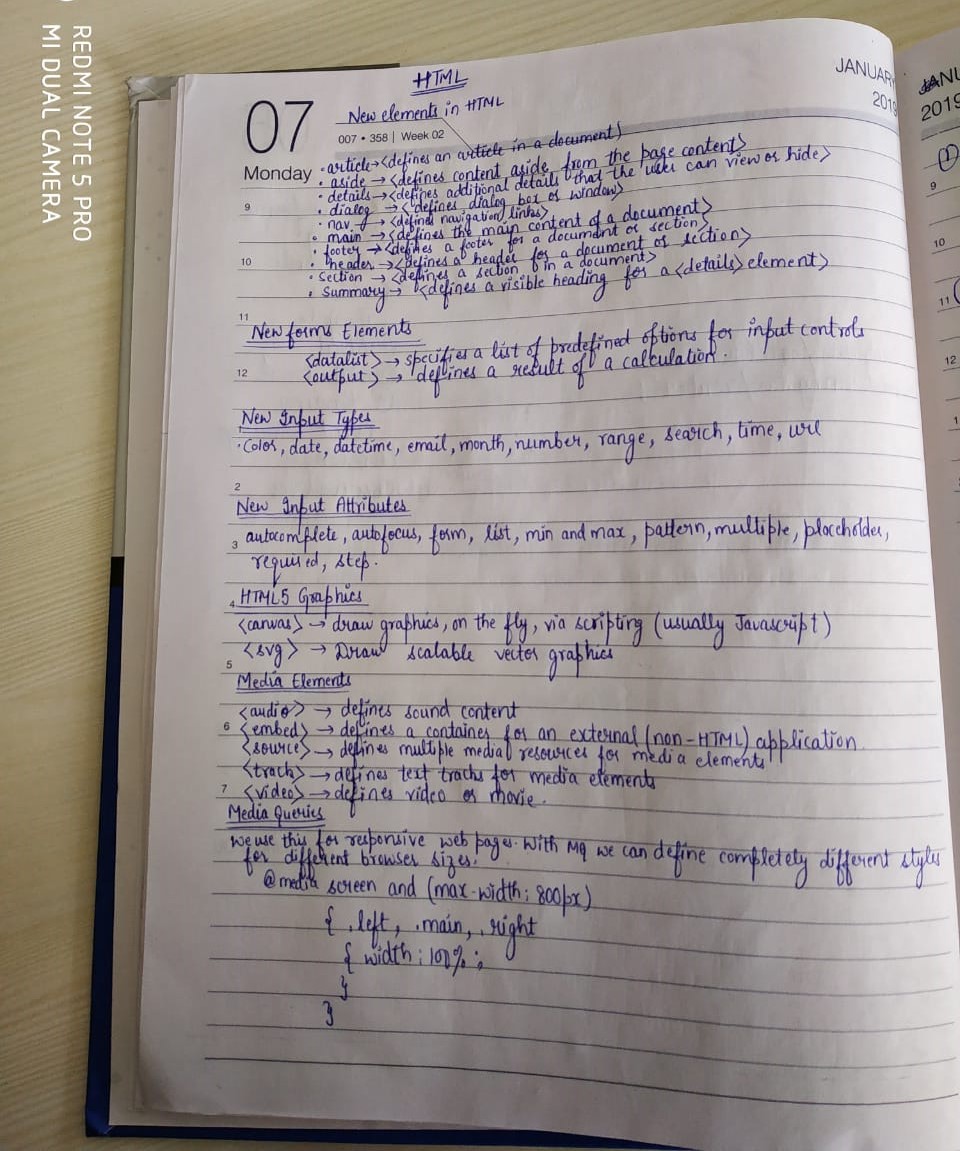 REDMI NOTE 5 PRO
MI DUAL CAMERA
HTML
JANUARY
2019
07
New elements in HTML
007 • 358 | Week 02
Monday
· article → <defines an article in a document>
· aside → <defines content aside from the page content>
· details → <defines additional details that the user can view or hide>
9
· dialog → <defines dialog box or window>
· nav → <defines navigation links>
· main → <defines the main content of a document>
· footer → <defines a footer for a document or section>
10
· header → <defines a header for a document or section>
· section → <defines a section in a document>
· Summary → <defines a visible heading for a <details> element>
11
New forms Elements
<datalist> → specifies a list of predefined options for input controls
12
<output> → defines a result of a calculation.
New Input Types
· Color, date, datetime, email, month, number, range, search, time, url
2
New Input Attributes
3 autocomplete, autofocus, form, list, min and max, pattern, multiple, placeholder,
required, step.
4 HTML5 Graphics
<canvas> → draw graphics, on the fly, via scripting (usually Javascript)
5 <svg> → Draw scalable vector graphics
Media Elements
<audio> → defines sound content
6 <embed> → defines a container for an external (non-HTML) application
<source> → defines multiple media resources for media elements
<track> → defines text tracks for media elements
7 <video> → defines video or movie.
Media Queries
we use this for responsive web pages. With MQ we can define completely different styles
for different browser sizes.
@media screen and (max-width: 800px)
{ .left, .main, .right
{ width: 100%;
}
}
JANU
2019
1
9
10
11
12